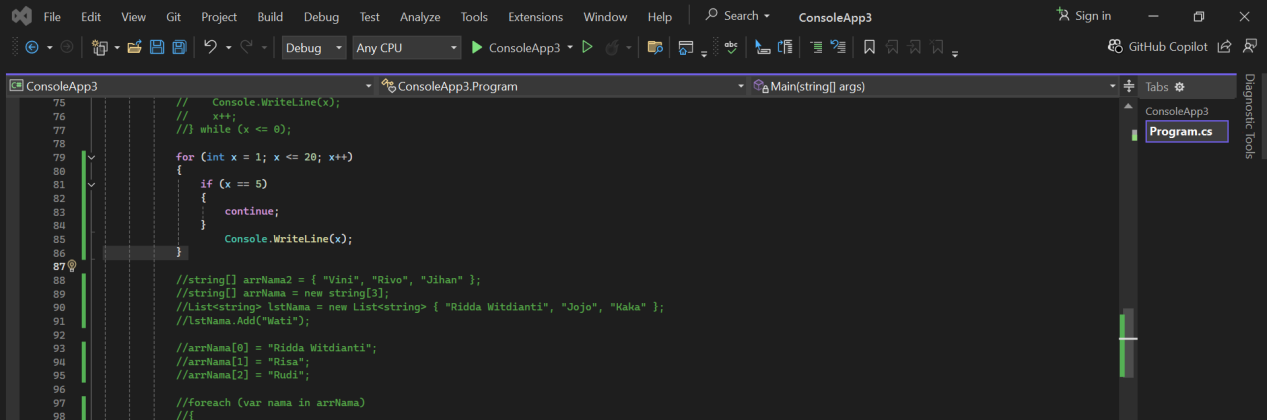 File Edit View Git Project Build Debug Test Analyze Tools Extensions Window Help Search ConsoleApp3 Sign in
Debug Any CPU ConsoleApp3 abc GitHub Copilot
ConsoleApp3 ConsoleApp3.Program Main(string[] args) Tabs
ConsoleApp3
Program.cs
Diagnostic Tools
75 //    Console.WriteLine(x);
76 //    x++;
77 //} while (x <= 0);
78
79 for (int x = 1; x <= 20; x++)
80 {
81 if (x == 5)
82 {
83 continue;
84 }
85 Console.WriteLine(x);
86 }
87
88 //string[] arrNama2 = { "Vini", "Rivo", "Jihan" };
89 //string[] arrNama = new string[3];
90 //List<string> lstNama = new List<string> { "Ridda Witdianti", "Jojo", "Kaka" };
91 //lstNama.Add("Wati");
92
93 //arrNama[0] = "Ridda Witdianti";
94 //arrNama[1] = "Risa";
95 //arrNama[2] = "Rudi";
96
97 //foreach (var nama in arrNama)
98 //{